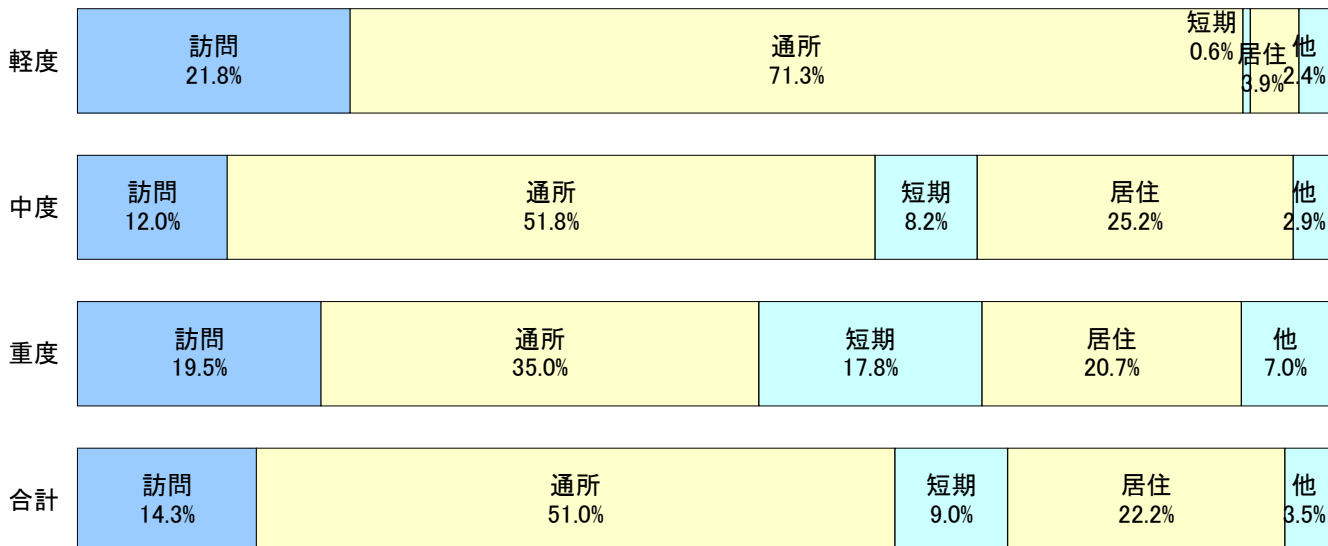 軽度
訪問
21.8%
通所
71.3%
短期
0.6%
居住
3.9%
他
2.4%
中度
訪問
12.0%
通所
51.8%
短期
8.2%
居住
25.2%
他
2.9%
重度
訪問
19.5%
通所
35.0%
短期
17.8%
居住
20.7%
他
7.0%
合計
訪問
14.3%
通所
51.0%
短期
9.0%
居住
22.2%
他
3.5%